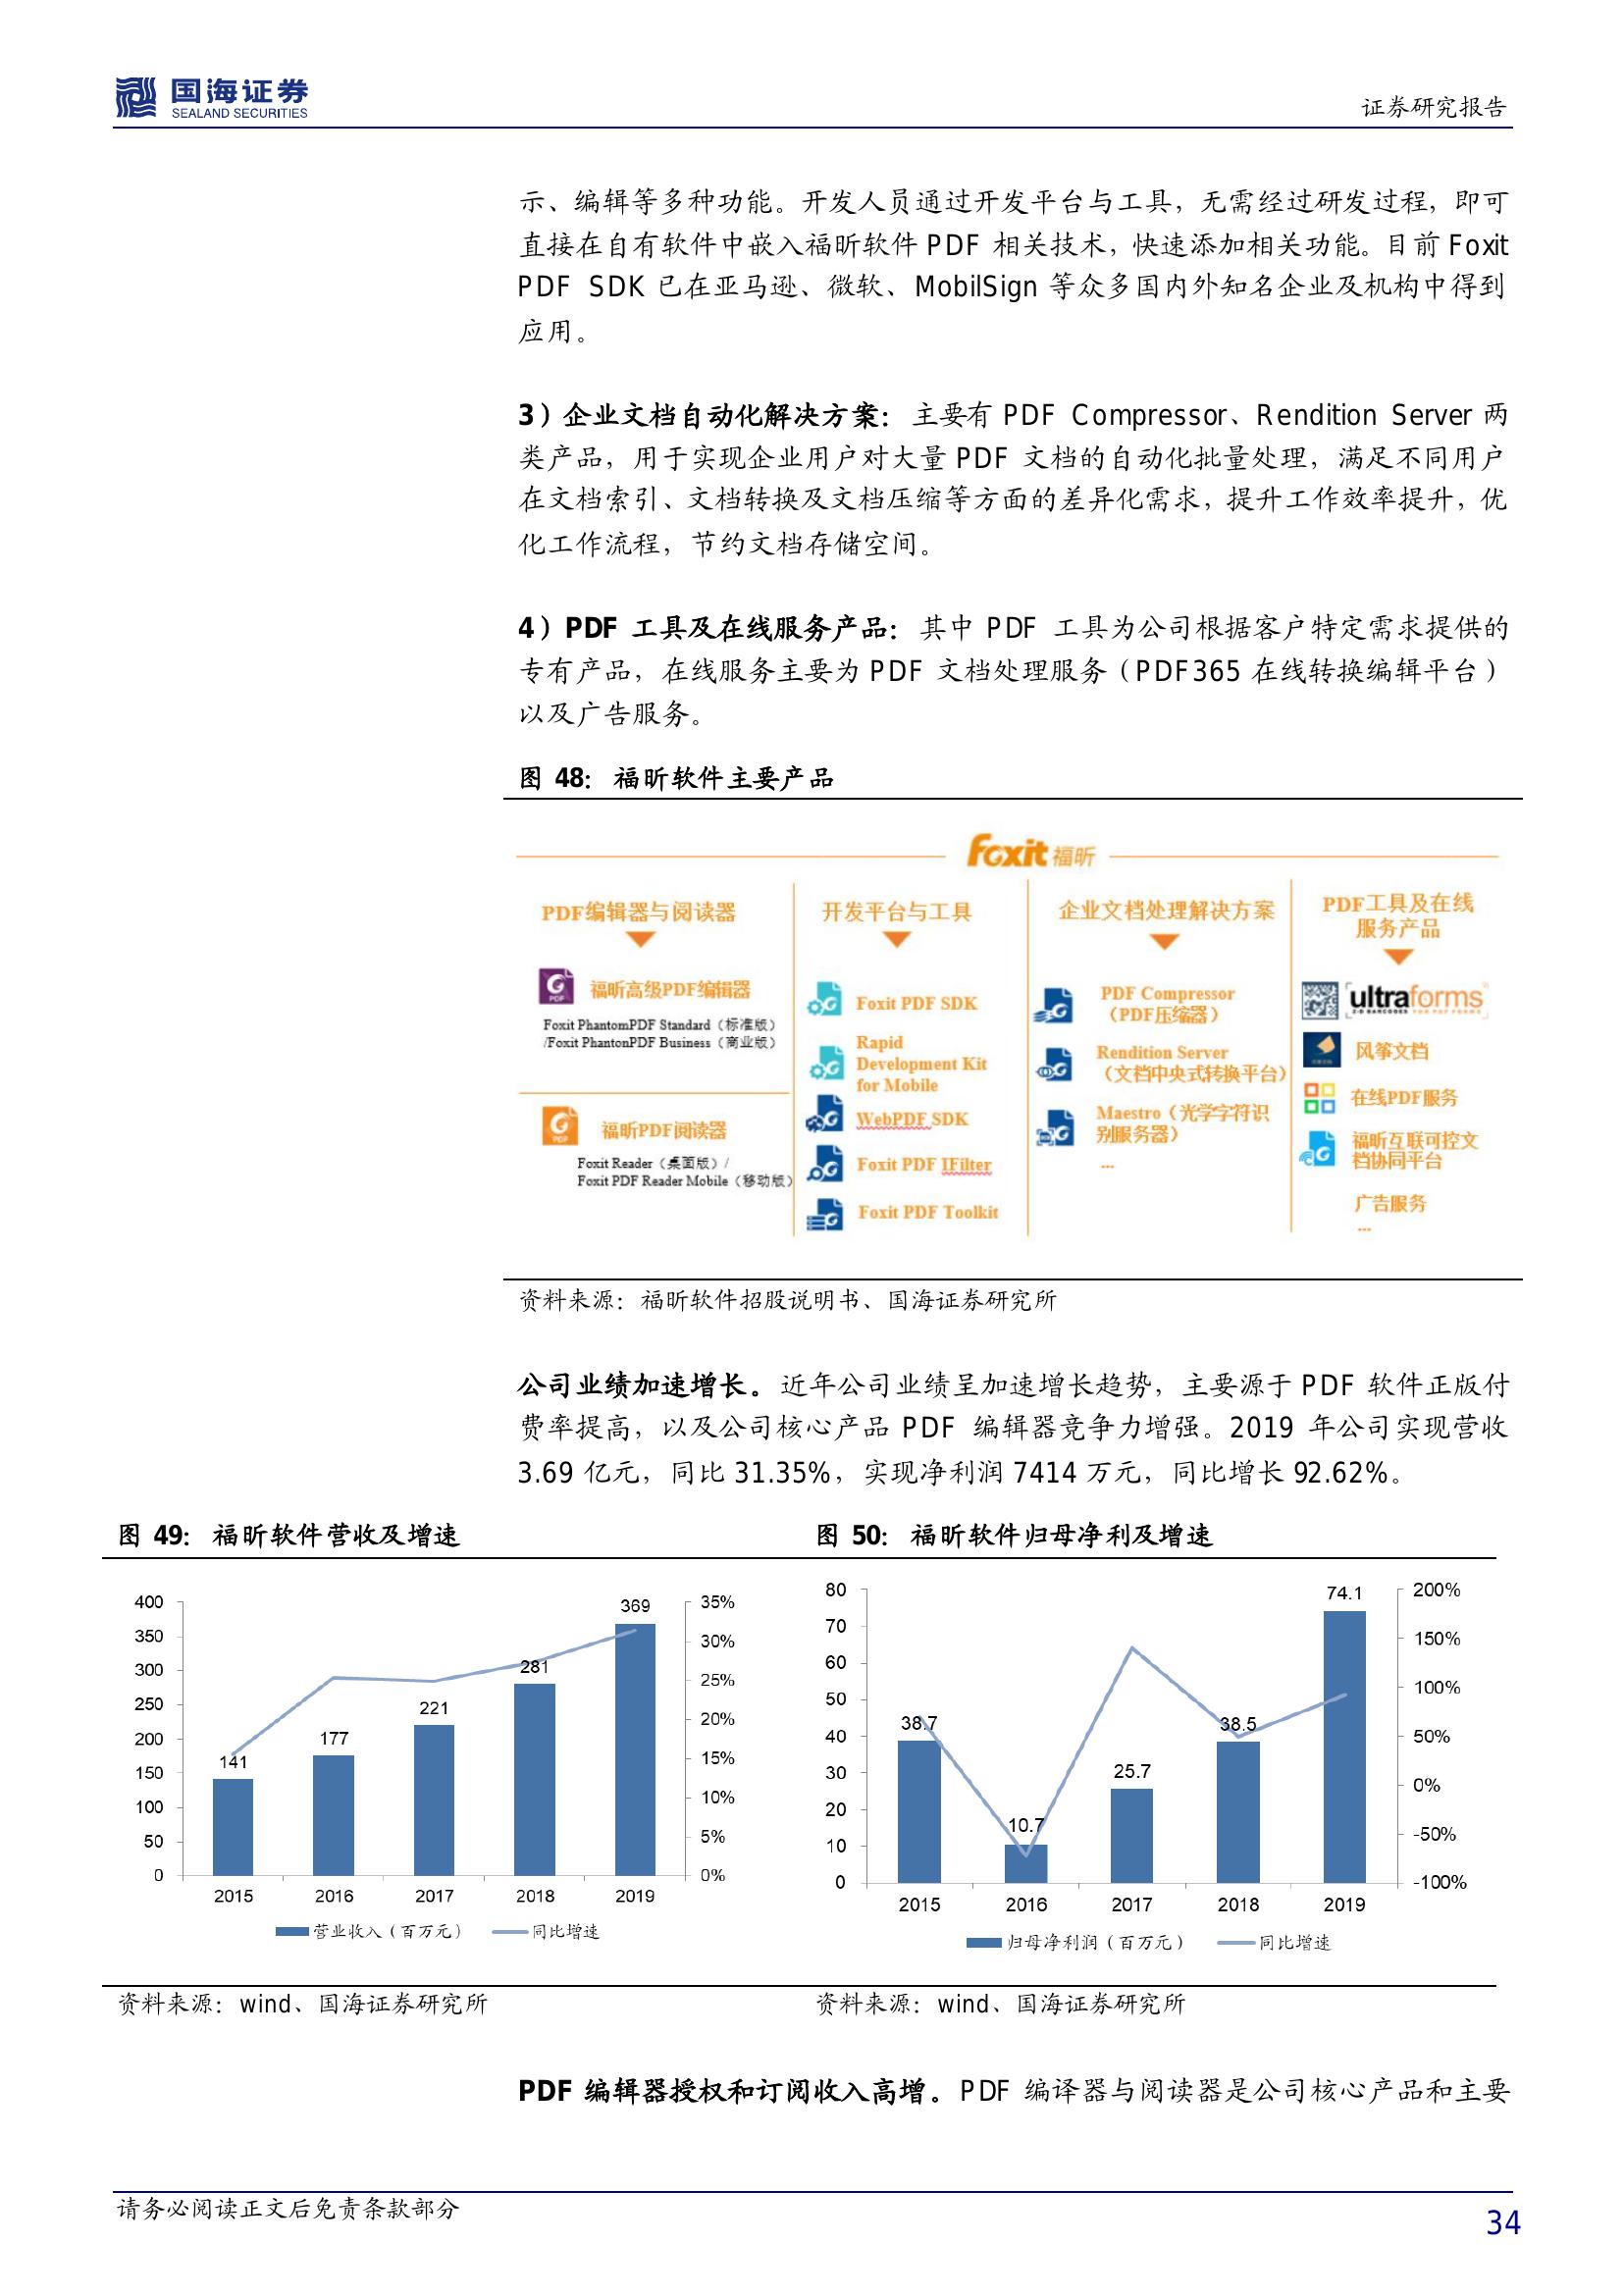 国海证券
SEALAND SECURITIES
证券研究报告
示、编辑等多种功能。开发人员通过开发平台与工具，无需经过研发过程，即可
直接在自有软件中嵌入福昕软件 PDF 相关技术，快速添加相关功能。目前 Foxit
PDF SDK 已在亚马逊、微软、MobilSign 等众多国内外知名企业及机构中得到
应用。
3）企业文档自动化解决方案：主要有 PDF Compressor、Rendition Server 两
类产品，用于实现企业用户对大量 PDF 文档的自动化批量处理，满足不同用户
在文档索引、文档转换及文档压缩等方面的差异化需求，提升工作效率提升，优
化工作流程，节约文档存储空间。
4）PDF 工具及在线服务产品：其中 PDF 工具为公司根据客户特定需求提供的
专有产品，在线服务主要为 PDF 文档处理服务（PDF365 在线转换编辑平台）
以及广告服务。
图 48：福昕软件主要产品
Foxit 福昕
PDF编辑器与阅读器
福昕高级PDF编辑器
Foxit PhantomPDF Standard（标准版）
/Foxit PhantonPDF Business（商业版）
福昕PDF阅读器
Foxit Reader（桌面版）/
Foxit PDF Reader Mobile（移动版）
开发平台与工具
Foxit PDF SDK
Rapid
Development Kit
for Mobile
WebPDF SDK
Foxit PDF IFilter
Foxit PDF Toolkit
企业文档处理解决方案
PDF Compressor
（PDF压缩器）
Rendition Server
（文档中央式转换平台）
Maestro（光学字符识
别服务器）
...
PDF工具及在线
服务产品
ultraforms
2-D BARCODES FOR PDF FORMS
风筝文档
在线PDF服务
福昕互联可控文
档协同平台
广告服务
...
资料来源：福昕软件招股说明书、国海证券研究所
公司业绩加速增长。近年公司业绩呈加速增长趋势，主要源于 PDF 软件正版付
费率提高，以及公司核心产品 PDF 编辑器竞争力增强。2019 年公司实现营收
3.69 亿元，同比 31.35%，实现净利润 7414 万元，同比增长 92.62%。
图 49：福昕软件营收及增速
400
350
300
250
200
150
100
50
0
141
177
221
281
369
35%
30%
25%
20%
15%
10%
5%
0%
2015 2016 2017 2018 2019
营业收入（百万元） 同比增速
资料来源：wind、国海证券研究所
图 50：福昕软件归母净利及增速
80
70
60
50
40
30
20
10
0
38.7
10.7
25.7
38.5
74.1
200%
150%
100%
50%
0%
-50%
-100%
2015 2016 2017 2018 2019
归母净利润（百万元） 同比增速
资料来源：wind、国海证券研究所
PDF 编辑器授权和订阅收入高增。PDF 编译器与阅读器是公司核心产品和主要
请务必阅读正文后免责条款部分
34